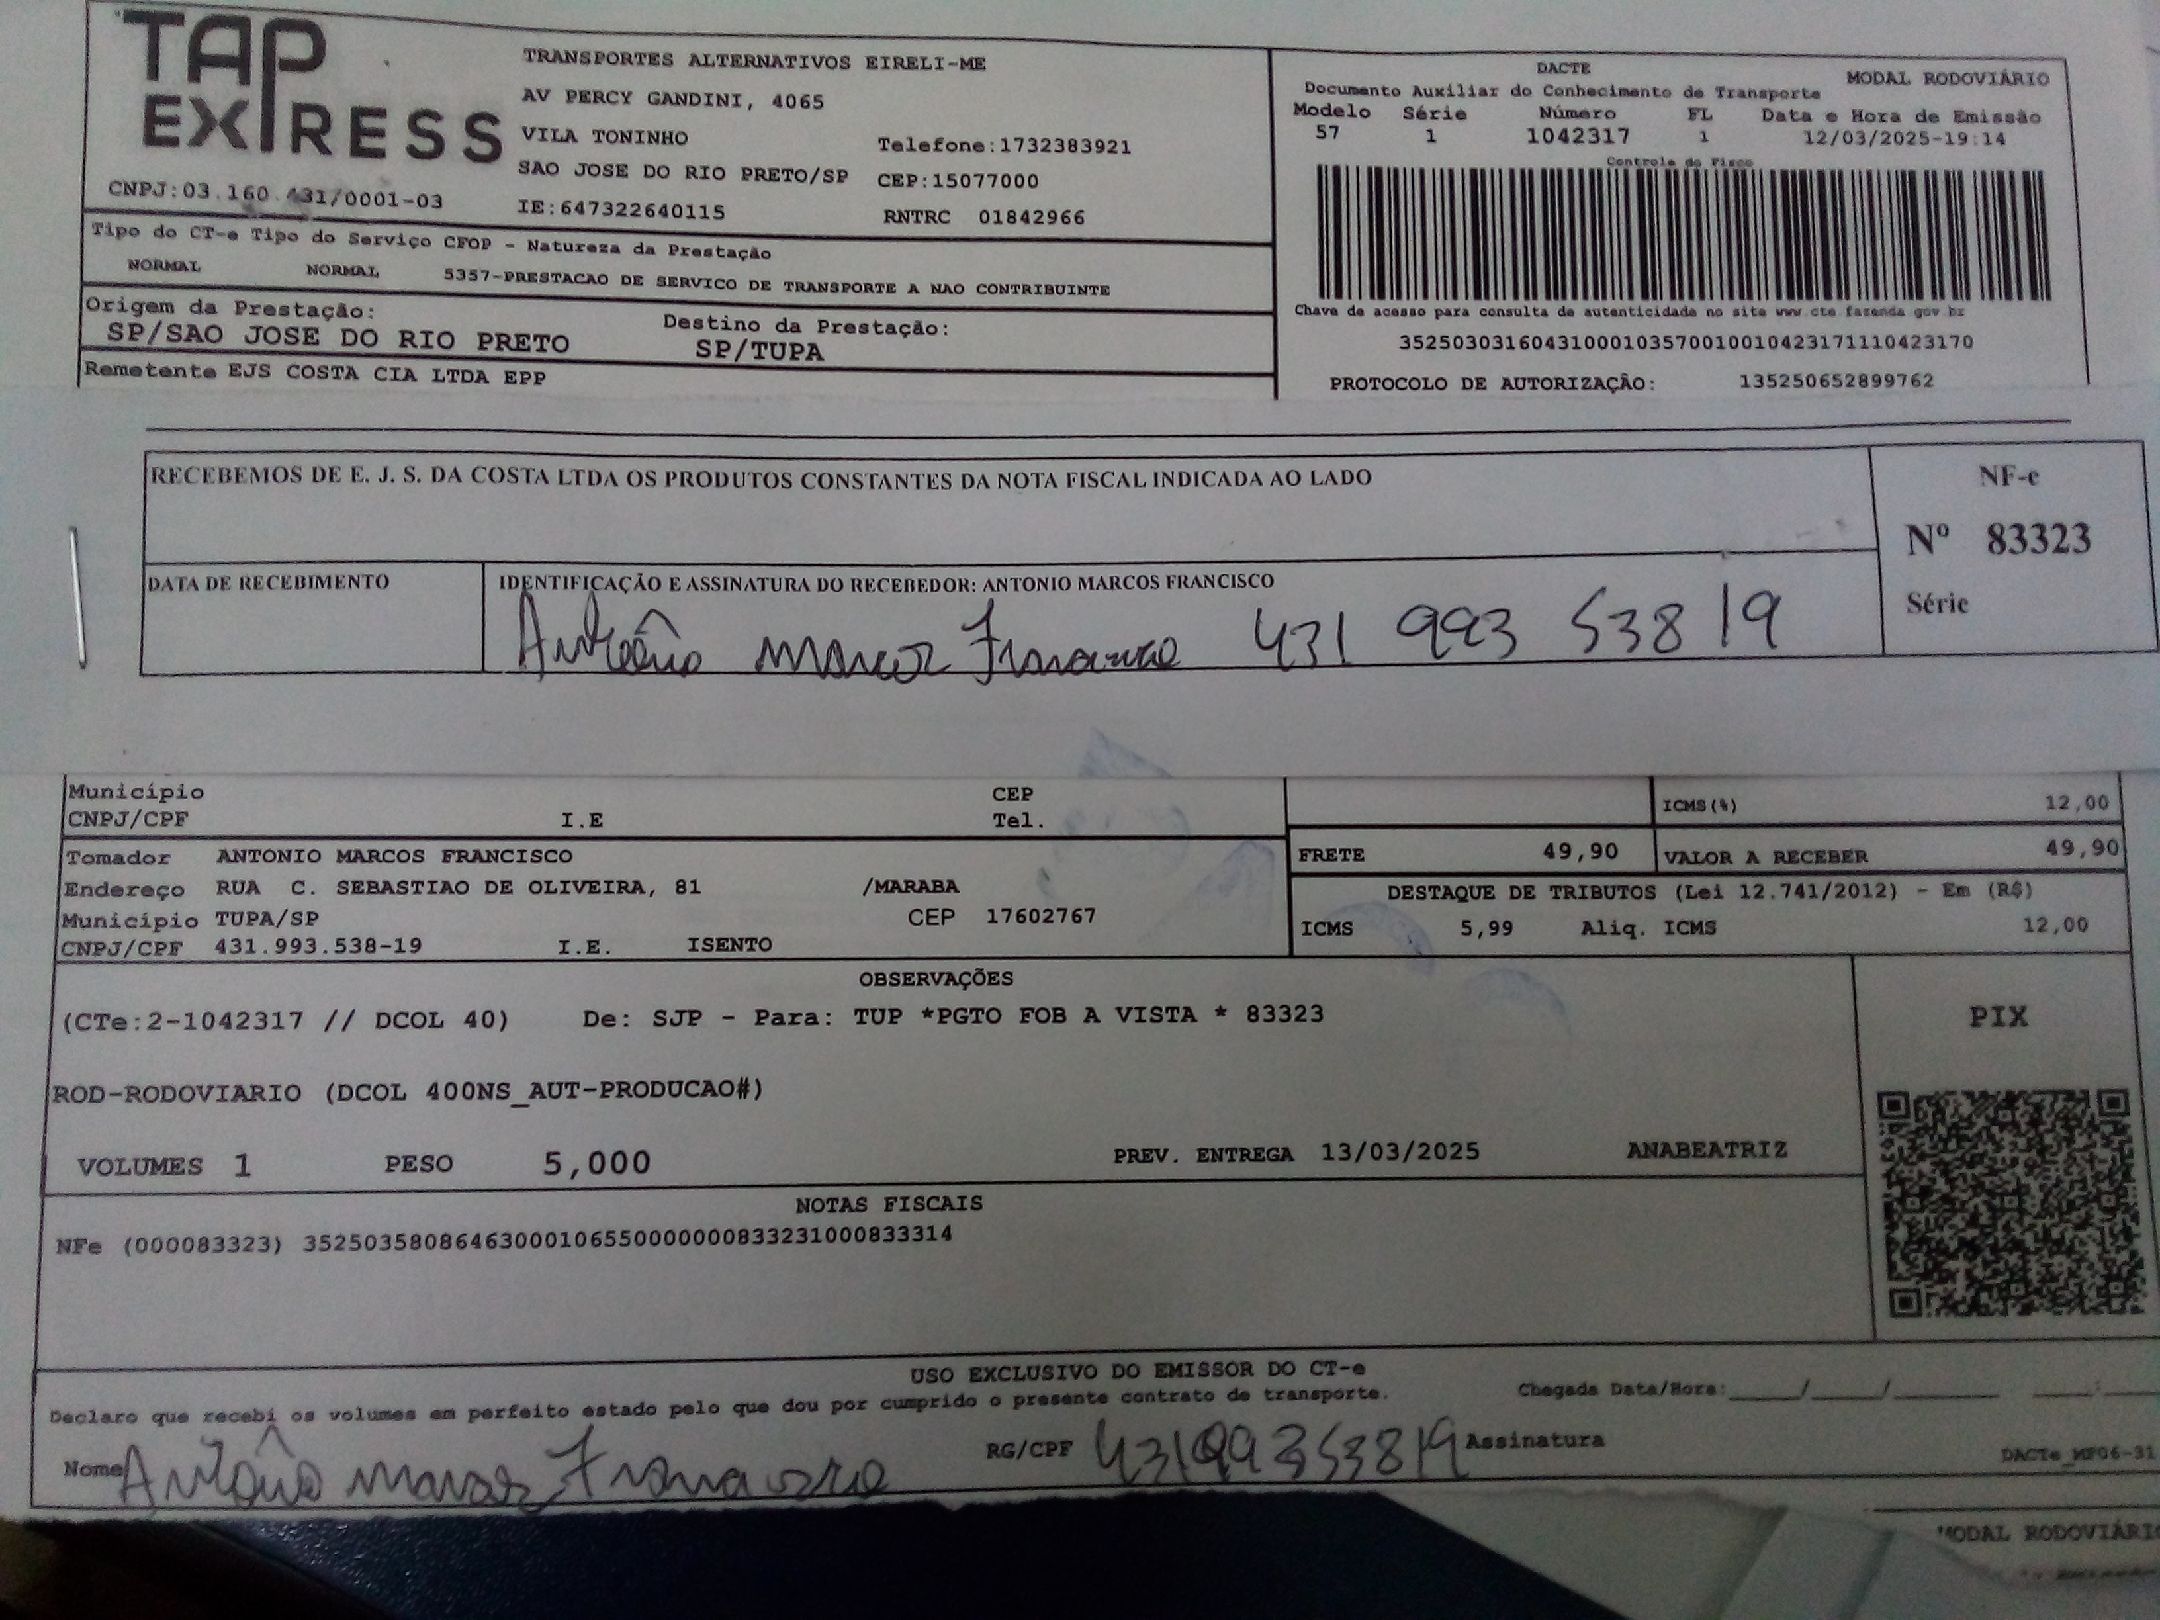 TAP EXPRESS
TRANSPORTES ALTERNATIVOS EIRELI-ME
AV PERCY GANDINI, 4065
VILA TONINHO Telefone:1732383921
SAO JOSE DO RIO PRETO/SP CEP:15077000
CNPJ:03.160.431/0001-03 IE:647322640115 RNTRC 01842966
DACTE MODAL RODOVIÁRIO
Documento Auxiliar do Conhecimento de Transporte
Modelo Série Número FL Data e Hora de Emissão
57 1 1042317 1 12/03/2025-19:14
Controle do Fisco
Chave de acesso para consulta de autenticidade no site www.cte.fazenda.gov.br
35250303160431000103570010010423171110423170
PROTOCOLO DE AUTORIZAÇÃO: 135250652899762
Tipo do CT-e Tipo do Serviço CFOP - Natureza da Prestação
NORMAL NORMAL 5357-PRESTACAO DE SERVICO DE TRANSPORTE A NAO CONTRIBUINTE
Origem da Prestação: Destino da Prestação:
SP/SAO JOSE DO RIO PRETO SP/TUPA
Remetente EJS COSTA CIA LTDA EPP
RECEBEMOS DE E. J. S. DA COSTA LTDA OS PRODUTOS CONSTANTES DA NOTA FISCAL INDICADA AO LADO
NF-e
Nº 83323
Série
DATA DE RECEBIMENTO IDENTIFICAÇÃO E ASSINATURA DO RECEBEDOR: ANTONIO MARCOS FRANCISCO
Antônio Marcos Francisco 431 993 538 19
Município CEP ICMS(%) 12,00
CNPJ/CPF I.E Tel.
Tomador ANTONIO MARCOS FRANCISCO FRETE 49,90 VALOR A RECEBER 49,90
Endereço RUA C. SEBASTIAO DE OLIVEIRA, 81 /MARABA DESTAQUE DE TRIBUTOS (Lei 12.741/2012) - Em (R$)
Município TUPA/SP CEP 17602767 ICMS 5,99 Aliq. ICMS 12,00
CNPJ/CPF 431.993.538-19 I.E. ISENTO
OBSERVAÇÕES
(CTe:2-1042317 // DCOL 40) De: SJP - Para: TUP *PGTO FOB A VISTA * 83323
PIX
ROD-RODOVIARIO (DCOL 400NS_AUT-PRODUCAO#)
VOLUMES 1 PESO 5,000 PREV. ENTREGA 13/03/2025 ANABEATRIZ
NOTAS FISCAIS
NFe (000083323) 35250358086463000106550000000833231000833314
USO EXCLUSIVO DO EMISSOR DO CT-e
Declaro que recebi os volumes em perfeito estado pelo que dou por cumprido o presente contrato de transporte. Chegada Data/Hora:____/____/______ ____:____
Nome Antônio Marcos Francisco RG/CPF 43199353819 Assinatura
DACTe_MF06-31
MODAL RODOVIÁRIO